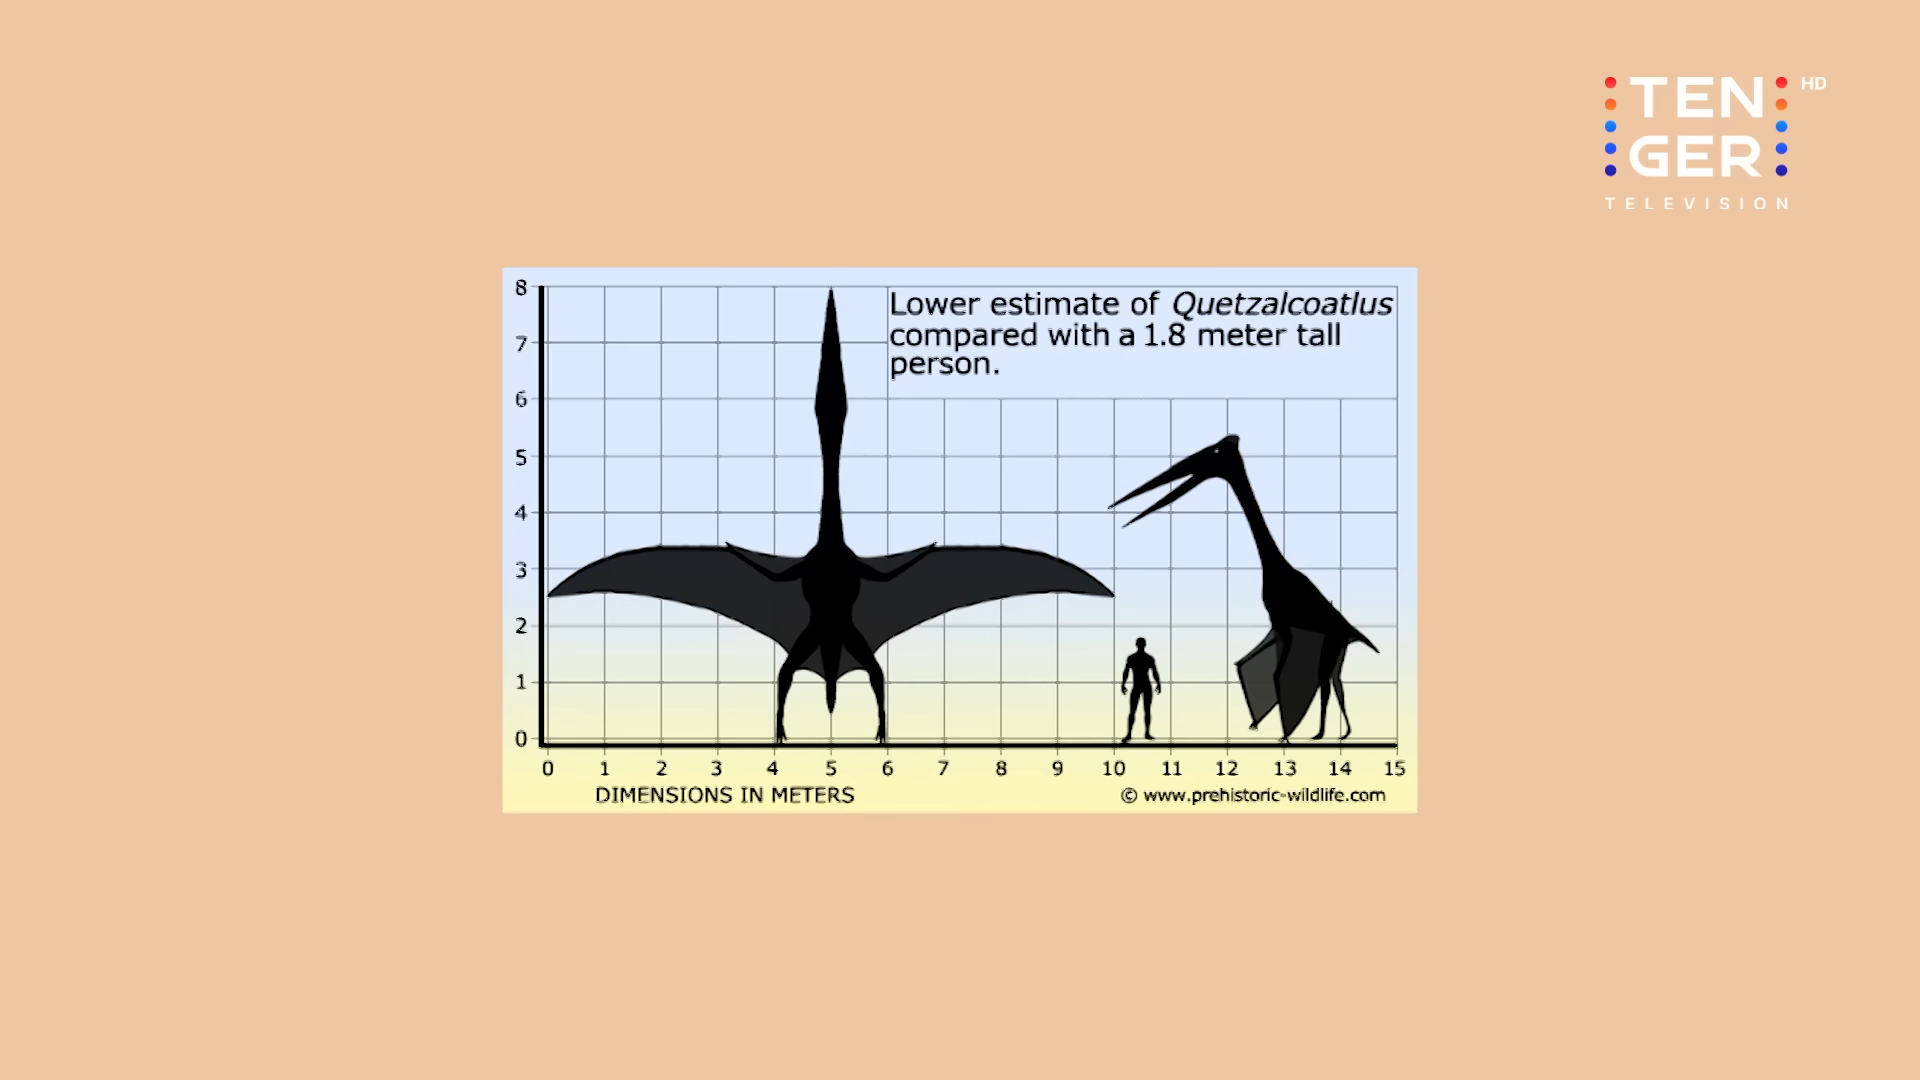 TEN HD
GER
TELEVISION
Lower estimate of Quetzalcoatlus
compared with a 1.8 meter tall
person.
8
7
6
5
4
3
2
1
0
0 1 2 3 4 5 6 7 8 9 10 11 12 13 14 15
DIMENSIONS IN METERS © www.prehistoric-wildlife.com